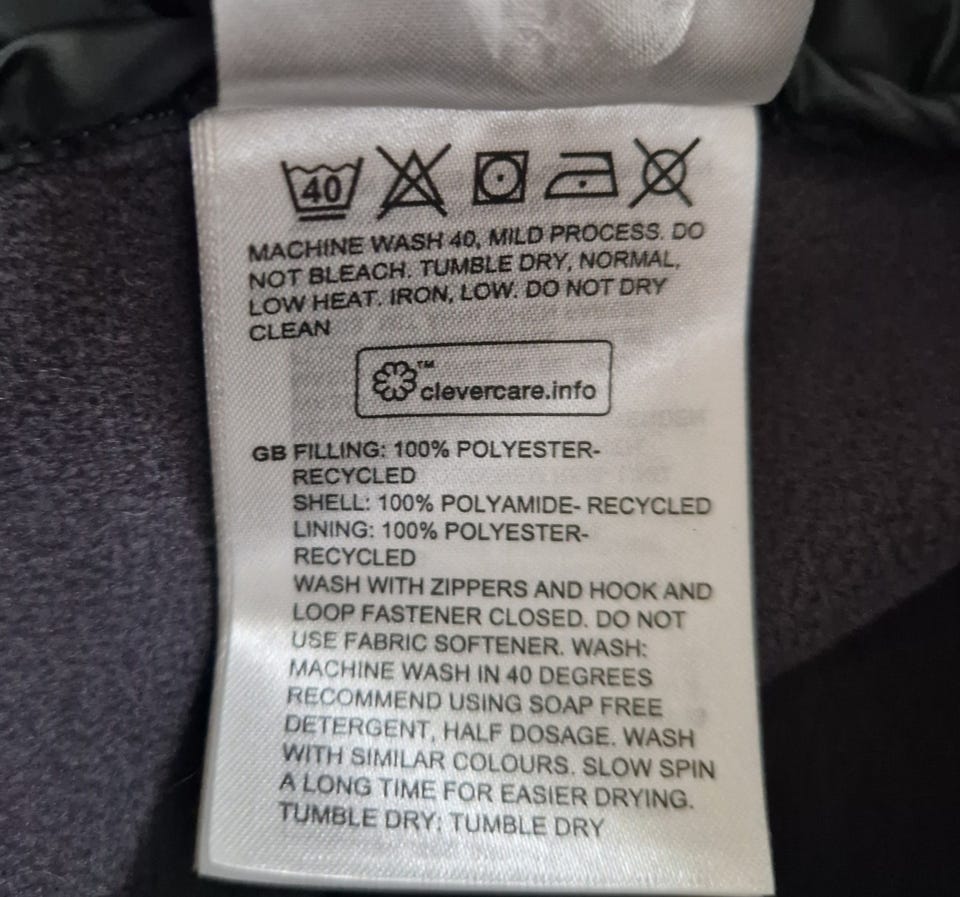 40
MACHINE WASH 40, MILD PROCESS. DO
NOT BLEACH. TUMBLE DRY, NORMAL,
LOW HEAT. IRON, LOW. DO NOT DRY
CLEAN
™
clevercare.info
GB FILLING: 100% POLYESTER-
RECYCLED
SHELL: 100% POLYAMIDE- RECYCLED
LINING: 100% POLYESTER-
RECYCLED
WASH WITH ZIPPERS AND HOOK AND
LOOP FASTENER CLOSED. DO NOT
USE FABRIC SOFTENER. WASH:
MACHINE WASH IN 40 DEGREES
RECOMMEND USING SOAP FREE
DETERGENT, HALF DOSAGE. WASH
WITH SIMILAR COLOURS. SLOW SPIN
A LONG TIME FOR EASIER DRYING.
TUMBLE DRY: TUMBLE DRY